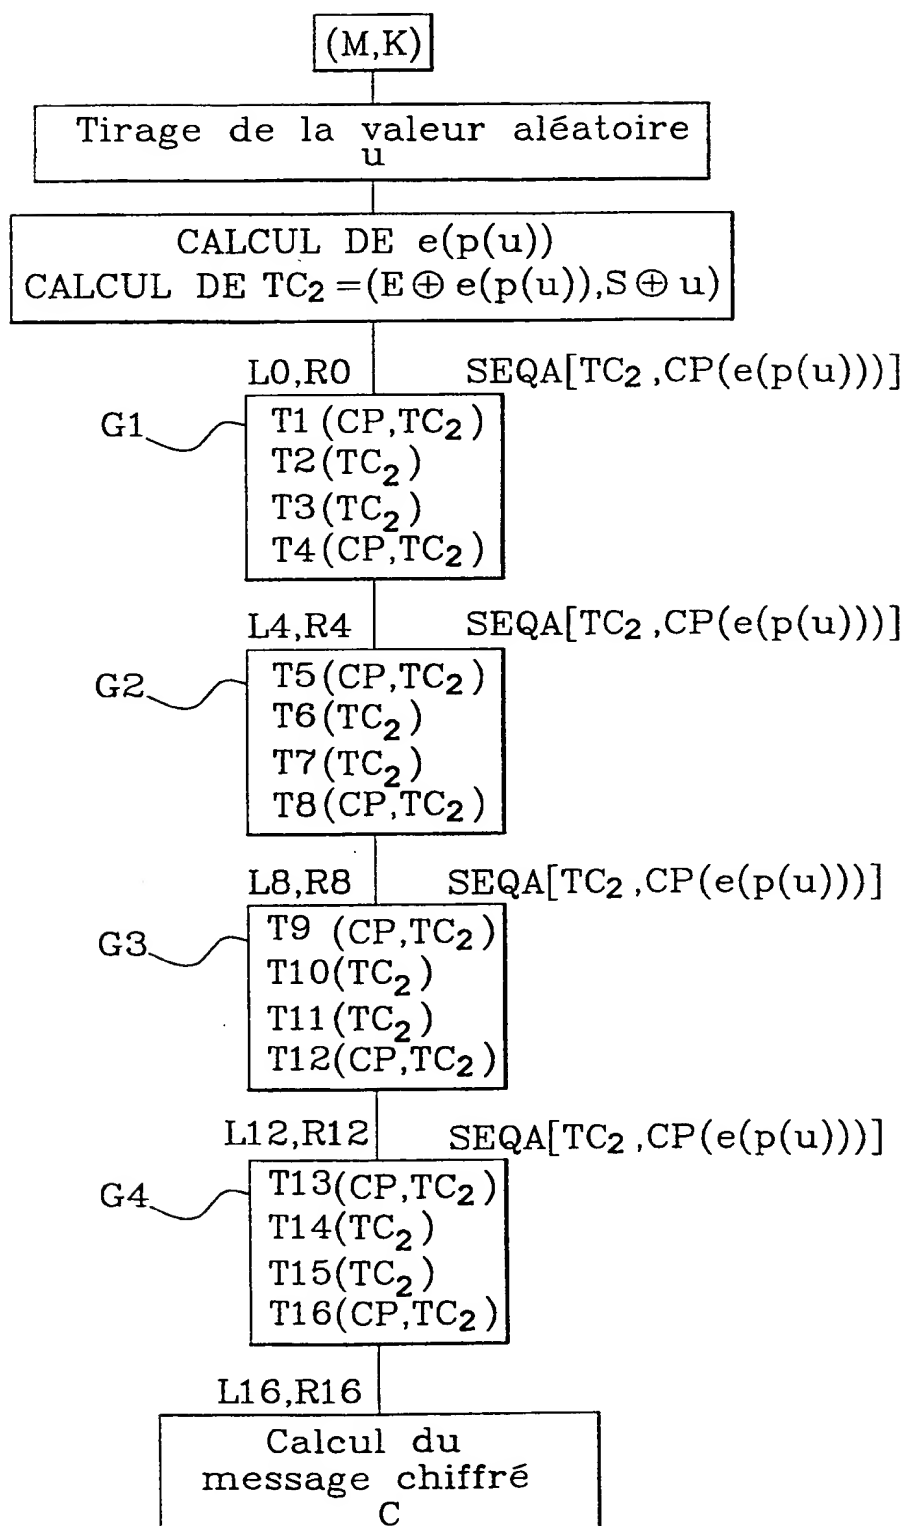 (M,K)
Tirage de la valeur aléatoire
u
CALCUL DE e(p(u))
CALCUL DE TC₂ =(E ⊕ e(p(u)),S ⊕ u)
L0,R0 SEQA[TC₂ ,CP(e(p(u)))]
G1
T1 (CP,TC₂)
T2(TC₂)
T3(TC₂)
T4(CP,TC₂)
L4,R4 SEQA[TC₂ ,CP(e(p(u)))]
G2
T5(CP,TC₂)
T6(TC₂)
T7(TC₂)
T8(CP,TC₂)
L8,R8 SEQA[TC₂ ,CP(e(p(u)))]
G3
T9 (CP,TC₂)
T10(TC₂)
T11(TC₂)
T12(CP,TC₂)
L12,R12 SEQA[TC₂ ,CP(e(p(u)))]
G4
T13(CP,TC₂)
T14(TC₂)
T15(TC₂)
T16(CP,TC₂)
L16,R16
Calcul du
message chiffré
C